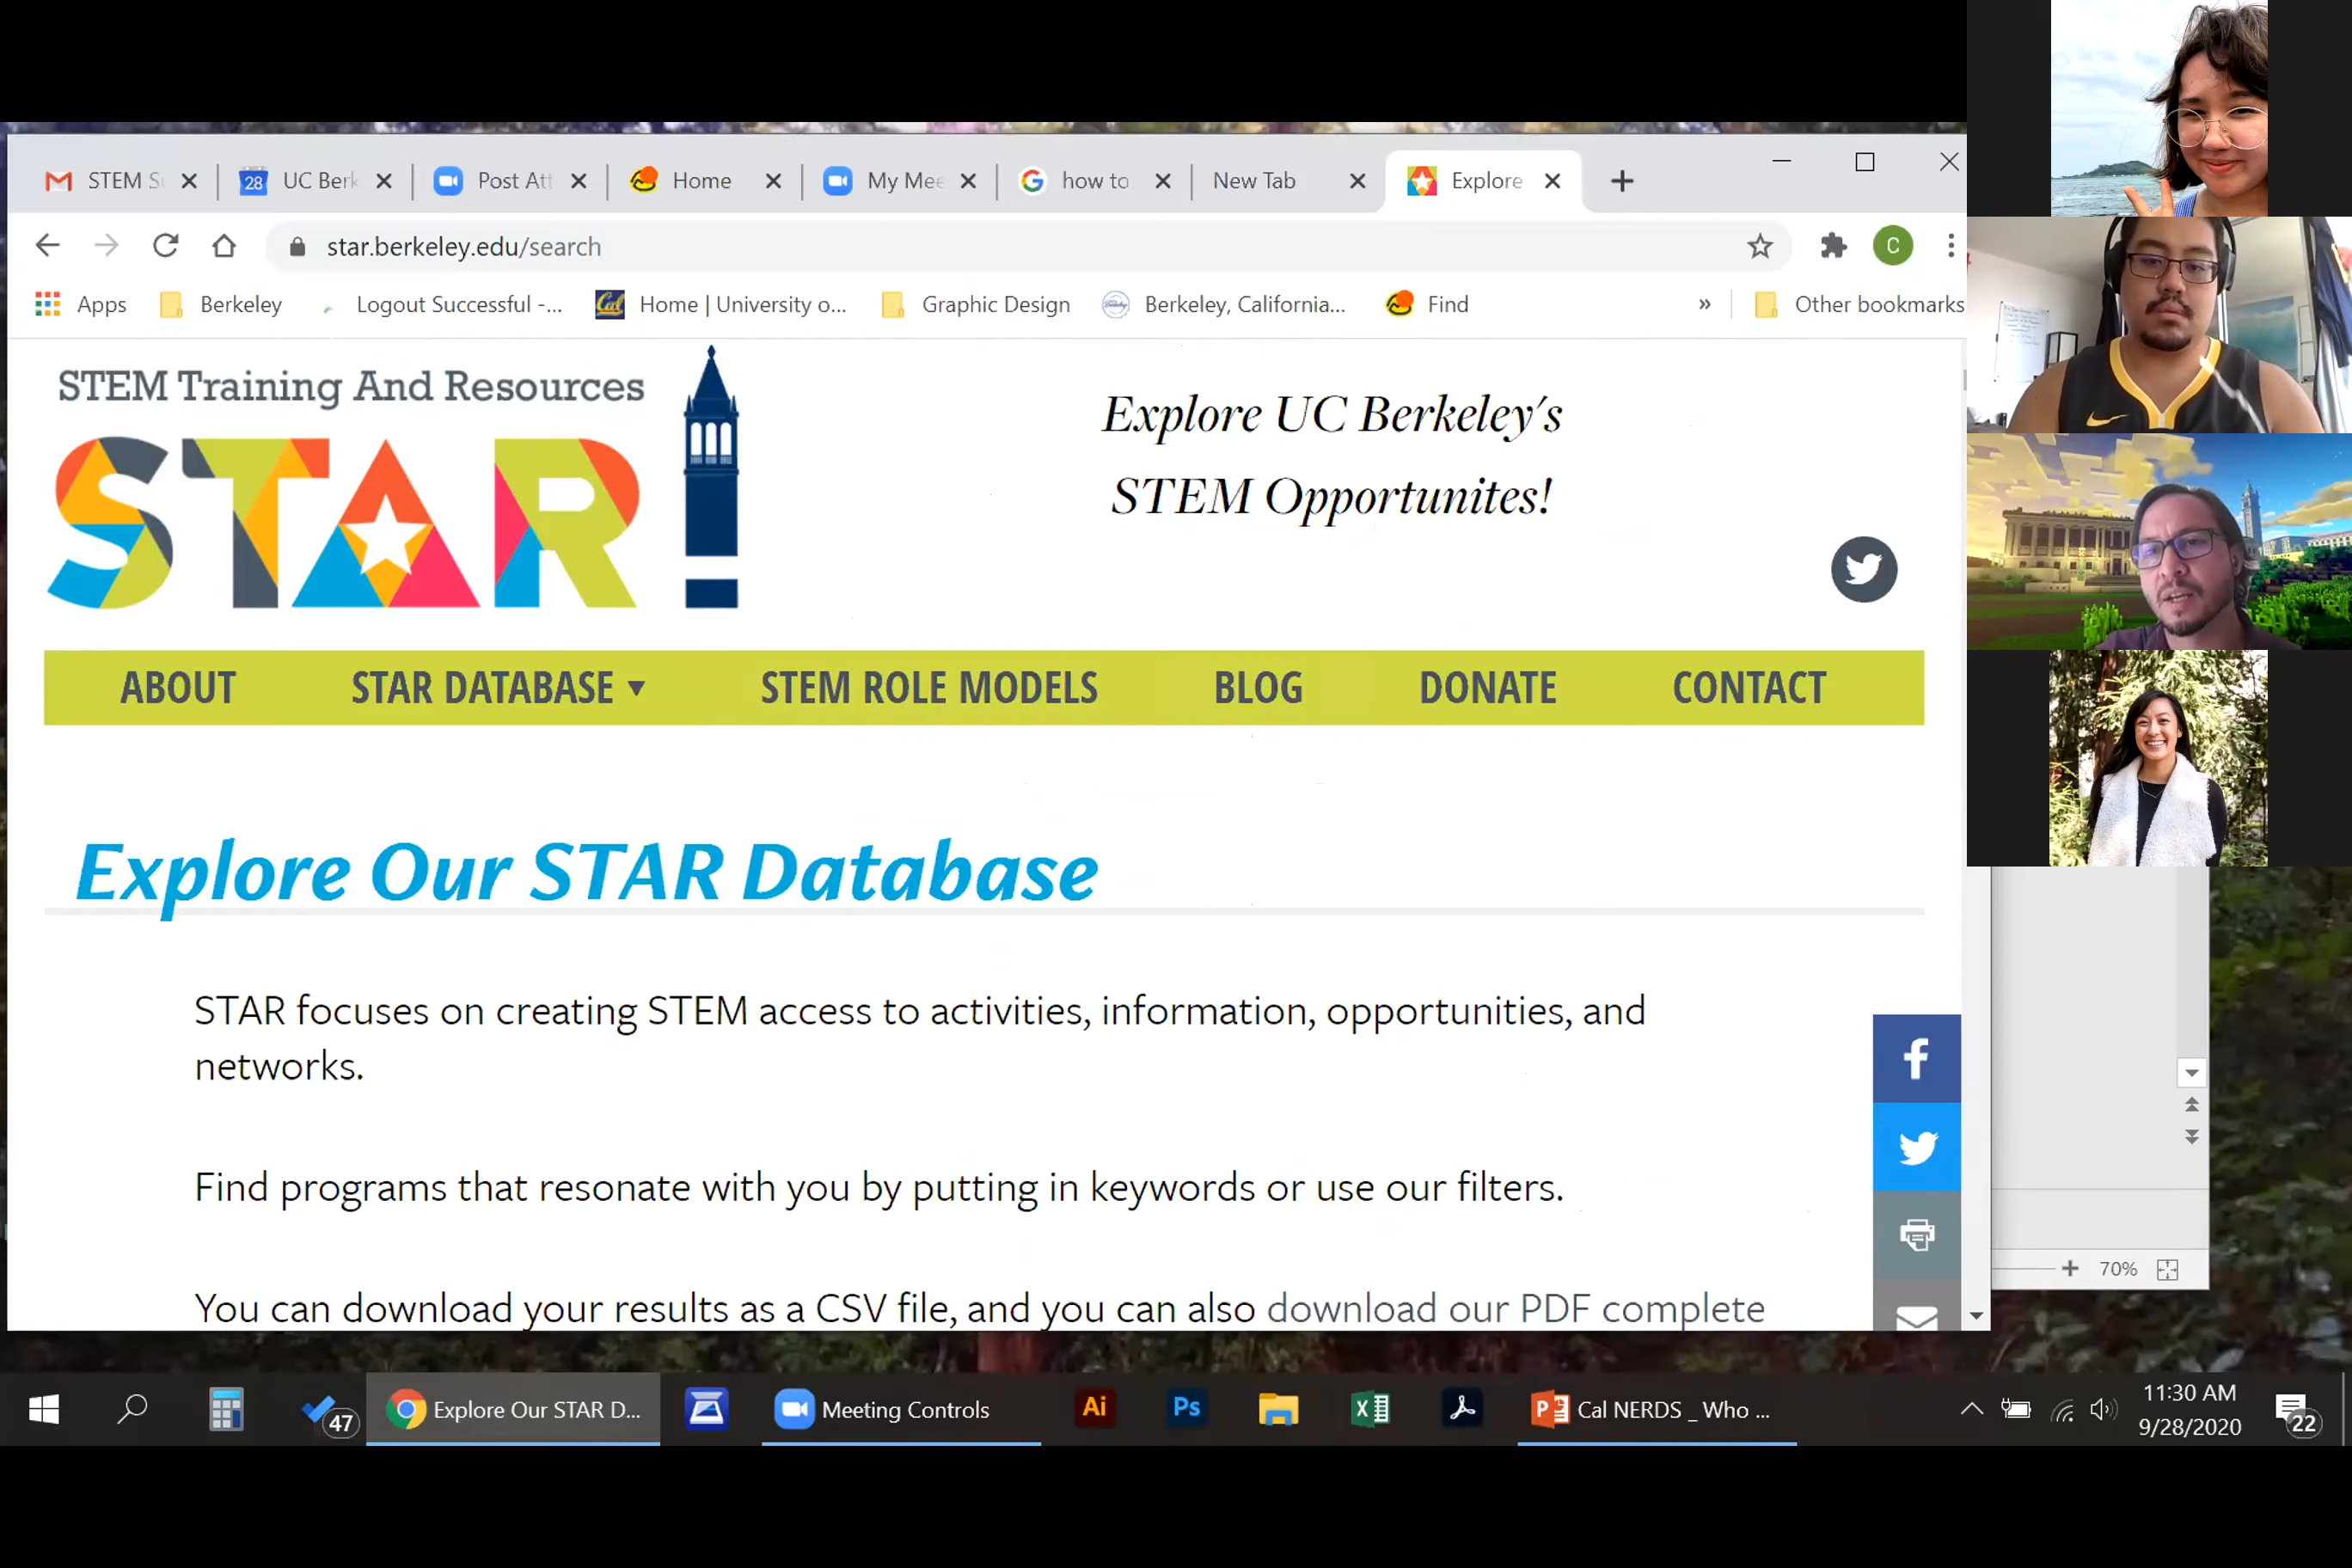 STEM S
28
UC Berk
Post Att
Home
My Mee
how to
New Tab
Explore
star.berkeley.edu/search
C
Apps
Berkeley
Logout Successful -...
Cal
Home | University o...
Graphic Design
Berkeley, California...
Find
»
Other bookmarks
STEM Training And Resources
STAR
Explore UC Berkeley's
STEM Opportunites!
ABOUT
STAR DATABASE ▾
STEM ROLE MODELS
BLOG
DONATE
CONTACT
Explore Our STAR Database
STAR focuses on creating STEM access to activities, information, opportunities, and
networks.
Find programs that resonate with you by putting in keywords or use our filters.
You can download your results as a CSV file, and you can also download our PDF complete
70%
47
Explore Our STAR D...
Meeting Controls
Ai
Ps
Cal NERDS _ Who ...
11:30 AM
9/28/2020
22